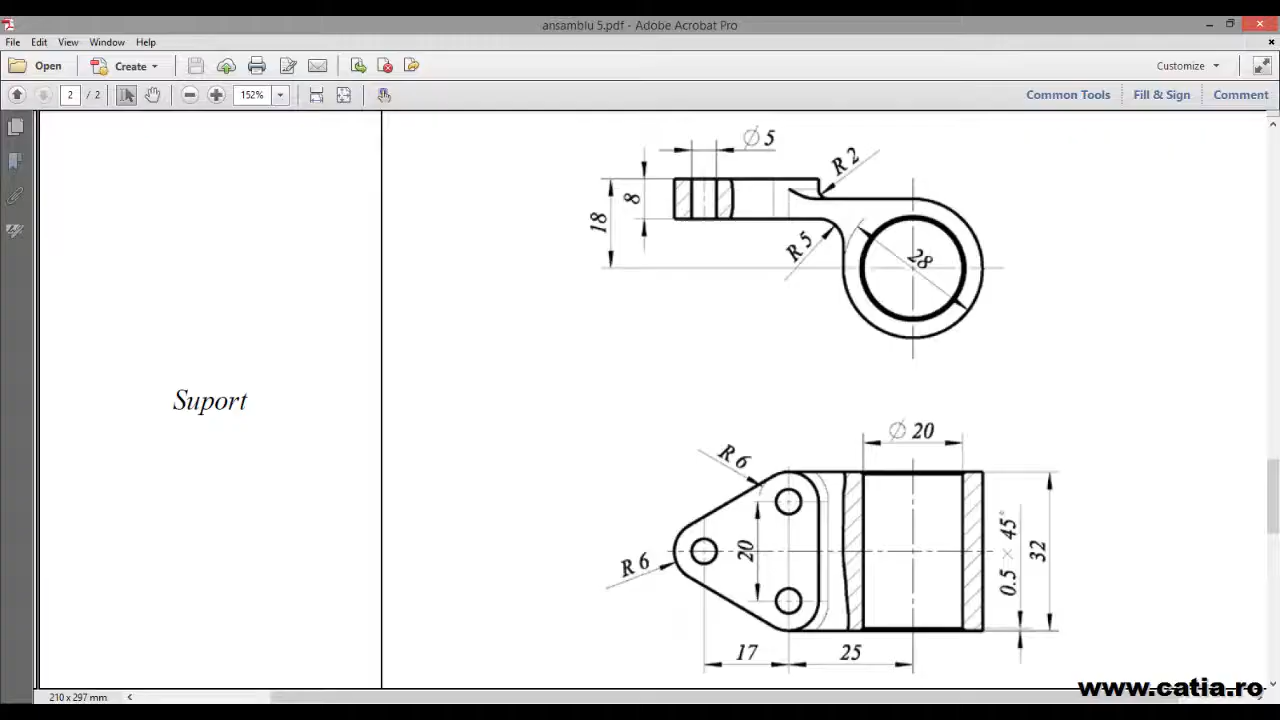 ansamblu 5.pdf - Adobe Acrobat Pro
File Edit View Window Help
Open Create Customize
2 / 2 152% Common Tools Fill & Sign Comment
Ø 5
R 2
18
8
R 5
28
Suport
Ø 20
R 6
R 6
20
0.5 × 45°
32
17
25
210 x 297 mm
www.catia.ro